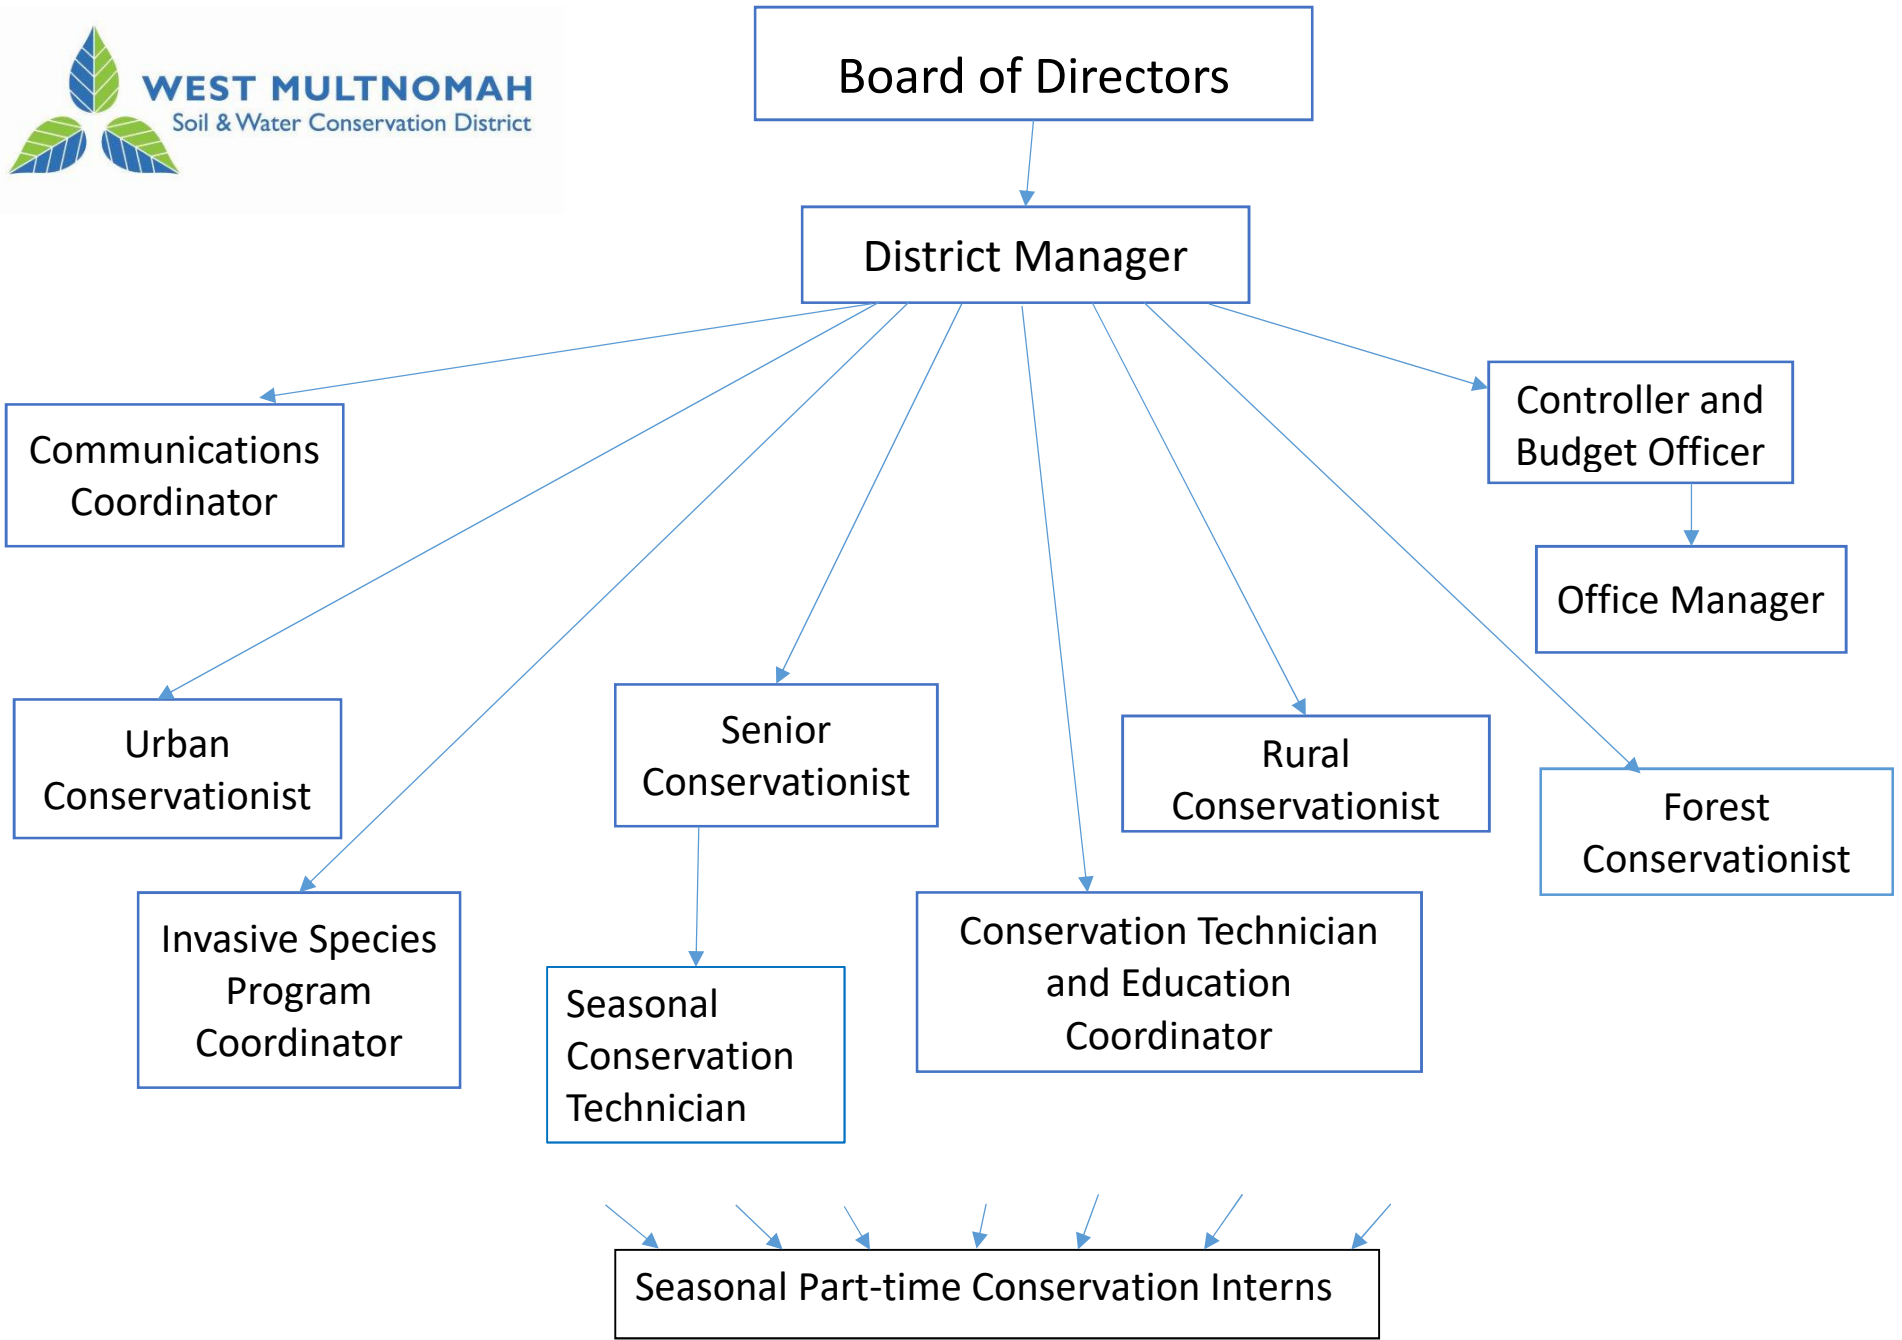 WEST MULTNOMAH
Soil & Water Conservation District
Board of Directors
District Manager
Communications
Coordinator
Controller and
Budget Officer
Office Manager
Urban
Conservationist
Senior
Conservationist
Rural
Conservationist
Forest
Conservationist
Invasive Species
Program
Coordinator
Seasonal
Conservation
Technician
Conservation Technician
and Education
Coordinator
Seasonal Part-time Conservation Interns